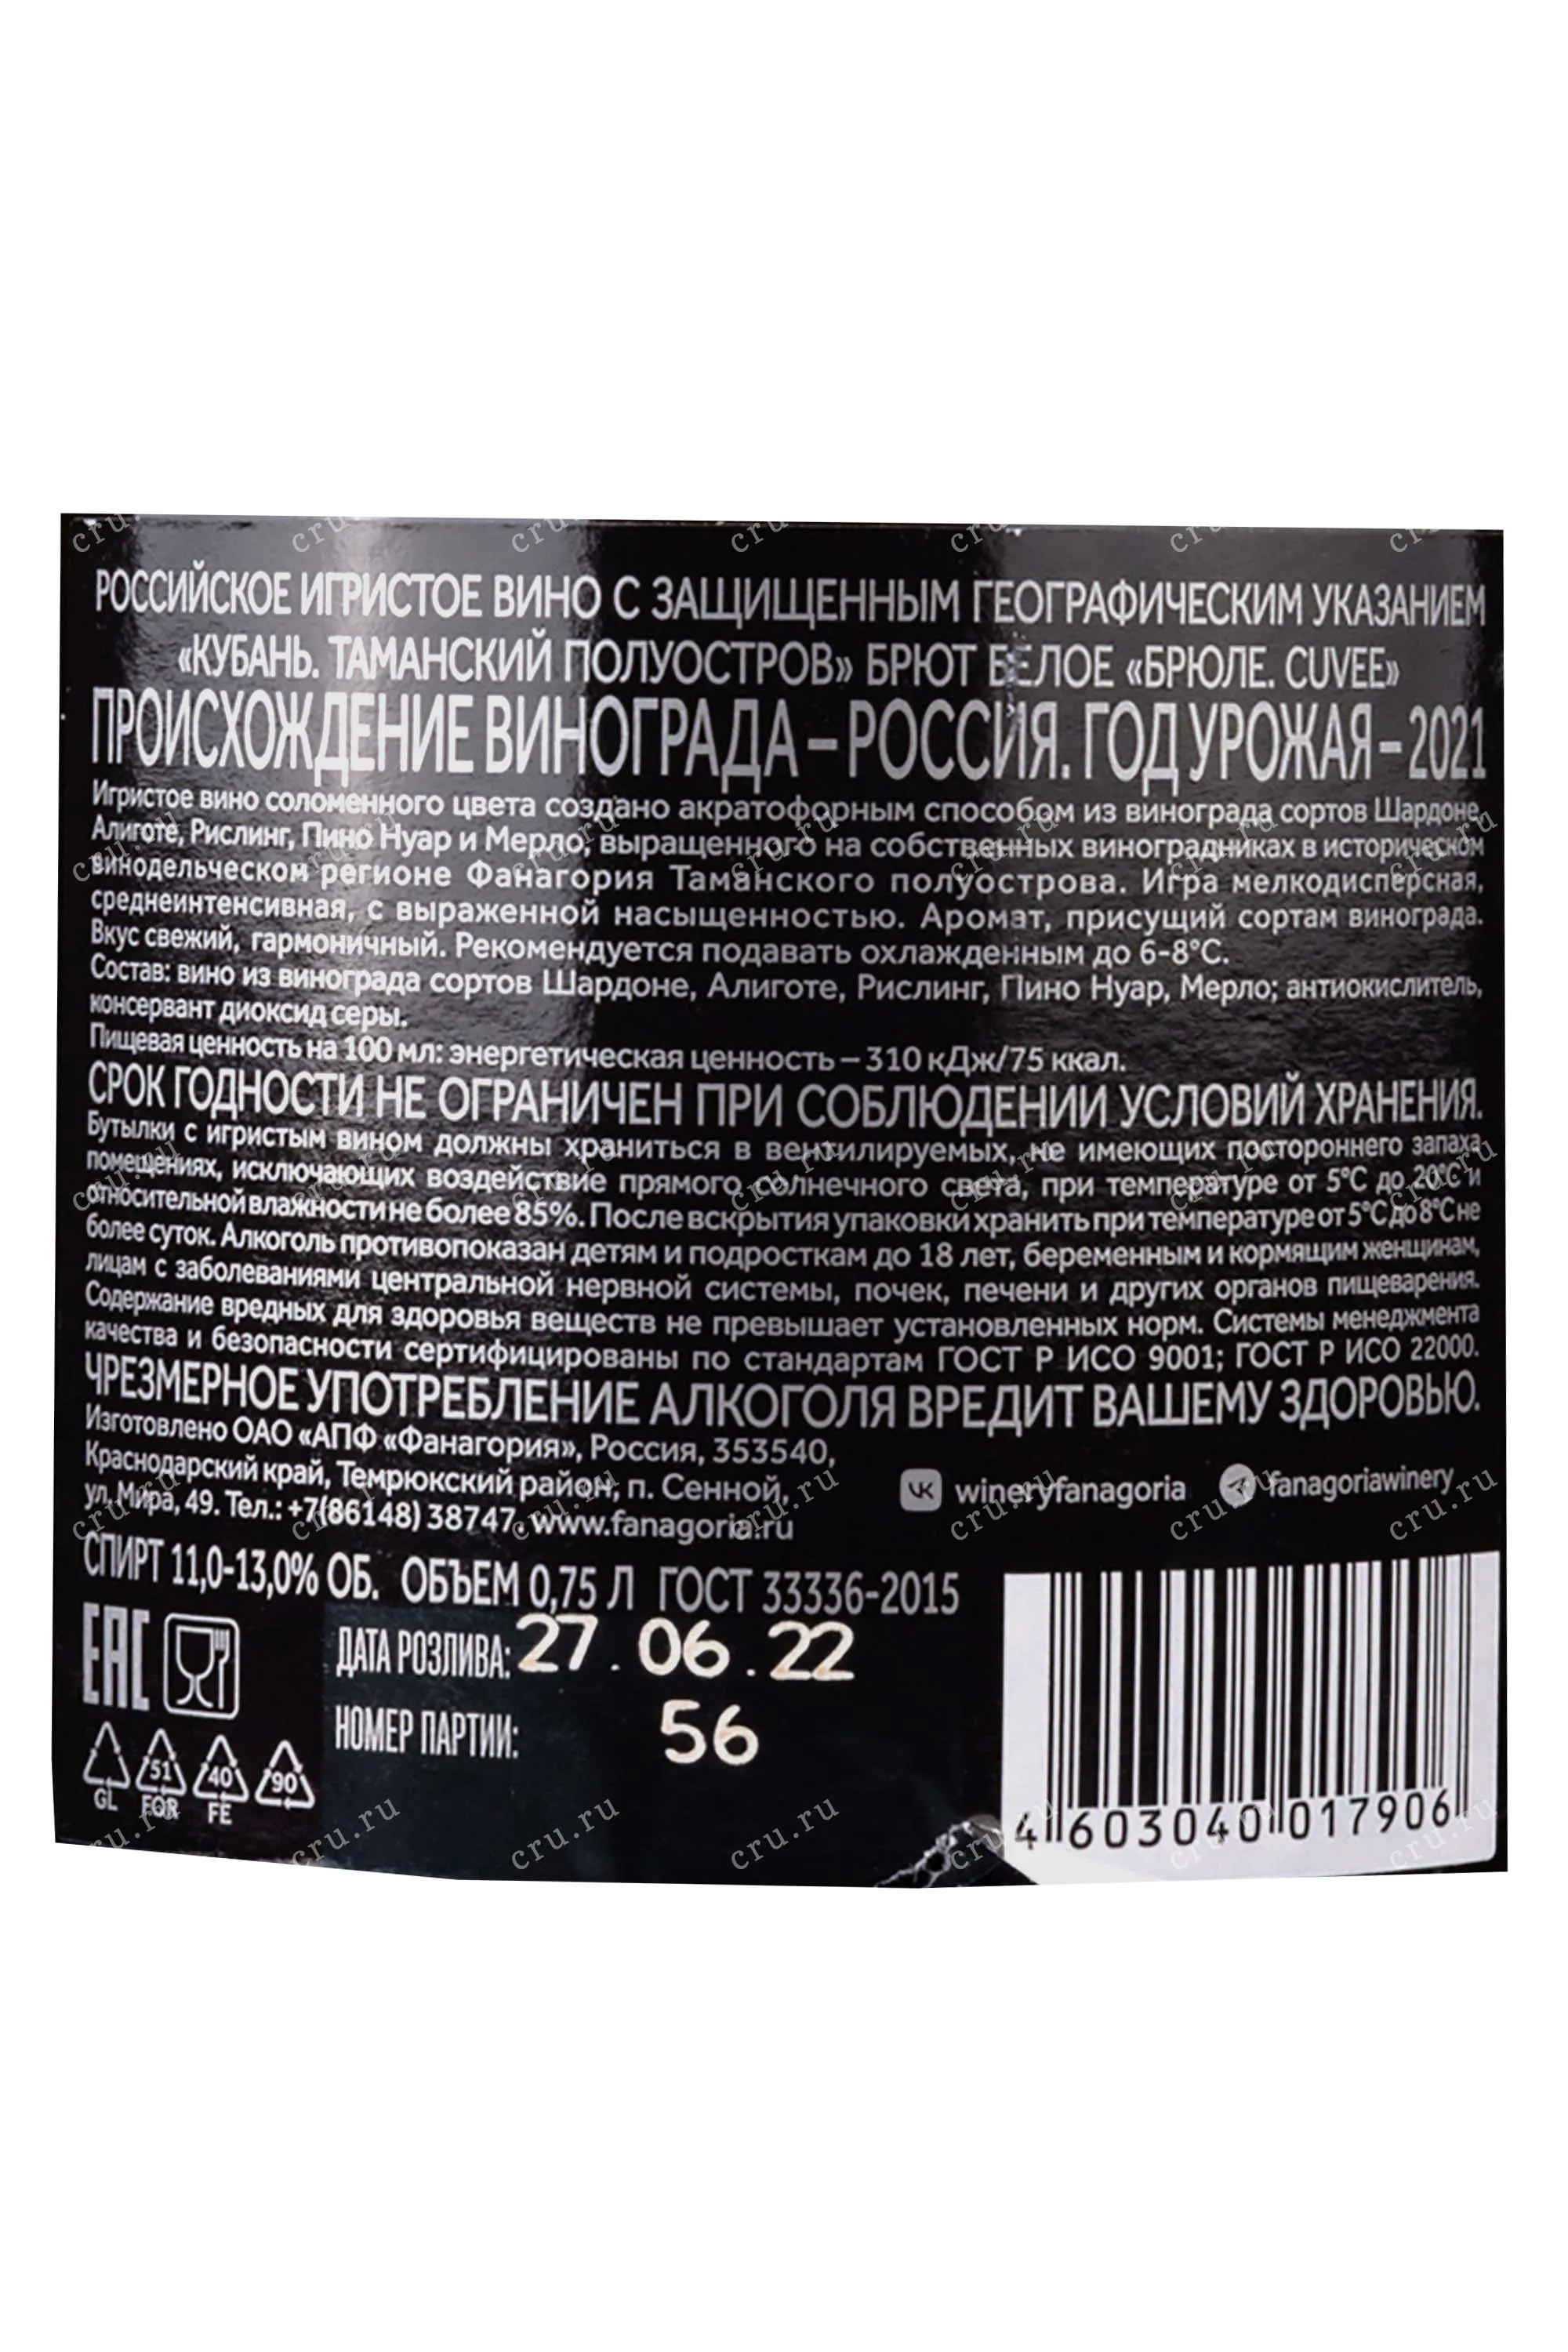 РОССИЙСКОЕ ИГРИСТОЕ ВИНО С ЗАЩИЩЕННЫМ ГЕОГРАФИЧЕСКИМ УКАЗАНИЕМ
«КУБАНЬ. ТАМАНСКИЙ ПОЛУОСТРОВ» БРЮТ БЕЛОЕ «БРЮЛЕ. CUVEE»
ПРОИСХОЖДЕНИЕ ВИНОГРАДА – РОССИЯ. ГОД УРОЖАЯ – 2021
Игристое вино соломенного цвета создано акратофорным способом из винограда сортов Шардоне,
Алиготе, Рислинг, Пино Нуар и Мерло, выращенного на собственных виноградниках в историческом
винодельческом регионе Фанагория Таманского полуострова. Игра мелкодисперсная,
среднеинтенсивная, с выраженной насыщенностью. Аромат, присущий сортам винограда.
Вкус свежий, гармоничный. Рекомендуется подавать охлажденным до 6-8°С.
Состав: вино из винограда сортов Шардоне, Алиготе, Рислинг, Пино Нуар, Мерло; антиокислитель,
консервант диоксид серы.
Пищевая ценность на 100 мл: энергетическая ценность – 310 кДж/75 ккал.
СРОК ГОДНОСТИ НЕ ОГРАНИЧЕН ПРИ СОБЛЮДЕНИИ УСЛОВИЙ ХРАНЕНИЯ.
Бутылки с игристым вином должны храниться в вентилируемых, не имеющих постороннего запаха
помещениях, исключающих воздействие прямого солнечного света, при температуре от 5°С до 20°С и
относительной влажности не более 85%. После вскрытия упаковки хранить при температуре от 5°С до 8°С не
более суток. Алкоголь противопоказан детям и подросткам до 18 лет, беременным и кормящим женщинам,
лицам с заболеваниями центральной нервной системы, почек, печени и других органов пищеварения.
Содержание вредных для здоровья веществ не превышает установленных норм. Системы менеджмента
качества и безопасности сертифицированы по стандартам ГОСТ Р ИСО 9001; ГОСТ Р ИСО 22000.
ЧРЕЗМЕРНОЕ УПОТРЕБЛЕНИЕ АЛКОГОЛЯ ВРЕДИТ ВАШЕМУ ЗДОРОВЬЮ.
Изготовлено ОАО «АПФ «Фанагория», Россия, 353540,
Краснодарский край, Темрюкский район, п. Сенной,
ул. Мира, 49. Тел.: +7(86148) 38747, www.fanagoria.ru
wineryfanagoria fanagoriawinery
СПИРТ 11,0-13,0% ОБ. ОБЪЕМ 0,75 Л ГОСТ 33336-2015
EAC
ДАТА РОЗЛИВА: 27.06.22
НОМЕР ПАРТИИ: 56
GL
51 FOR
40 FE
90
4 603040 017906
cru.ru